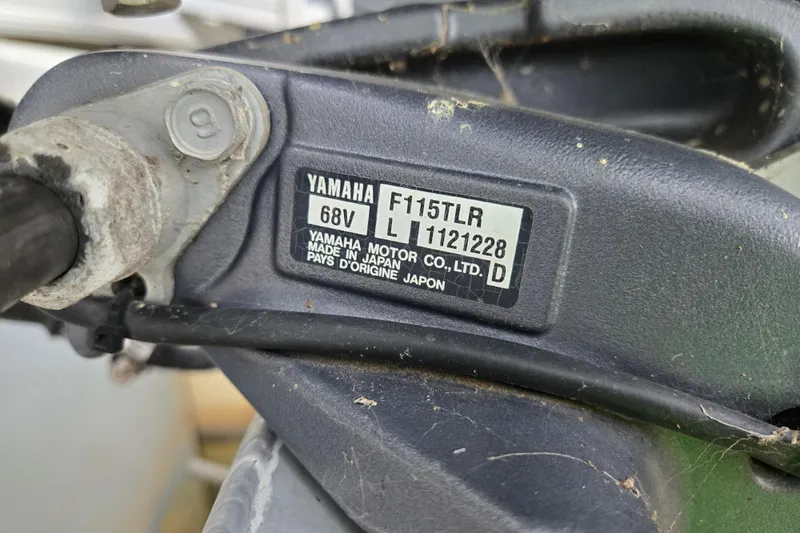 YAMAHA
F115TLR
68V
L 1121228
D
YAMAHA MOTOR CO., LTD.
MADE IN JAPAN
PAYS D'ORIGINE JAPON